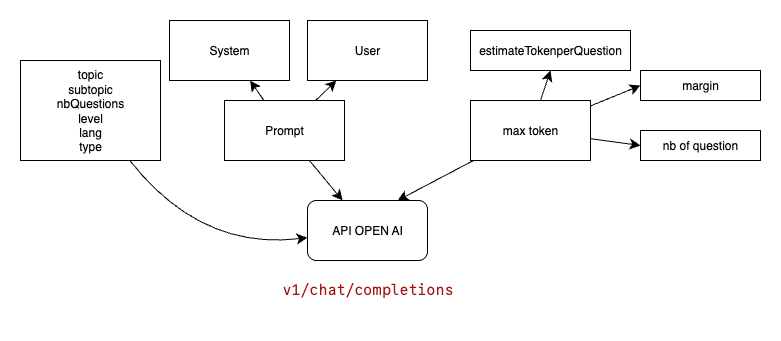 System
User
estimateTokenperQuestion
topic
subtopic
nbQuestions
level
lang
type
Prompt
max token
margin
nb of question
API OPEN AI
v1/chat/completions